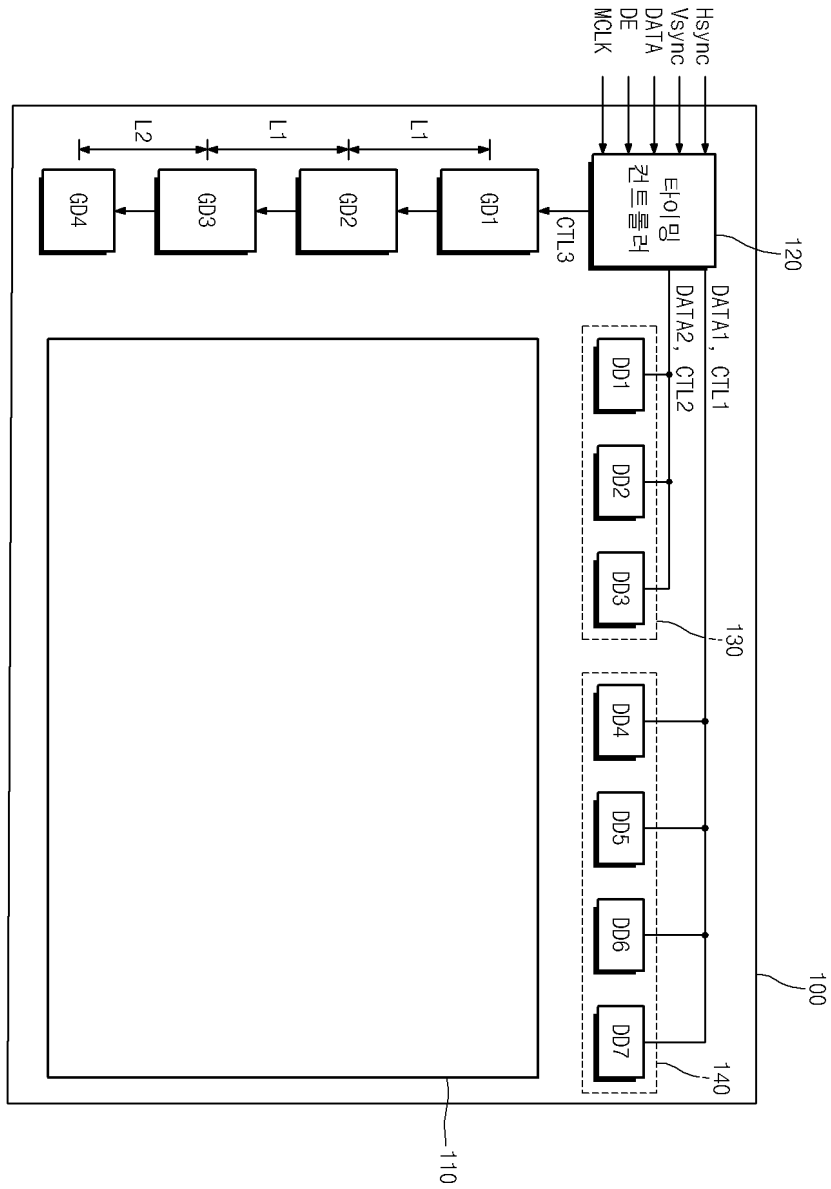 Hsync
Vsync
DATA
DE
MCLK
타이밍
컨트롤러
120
DATA1, CTL1
DATA2, CTL2
CTL3
GD1
GD2
GD3
GD4
L1
L1
L2
DD1
DD2
DD3
130
DD4
DD5
DD6
DD7
140
100
110